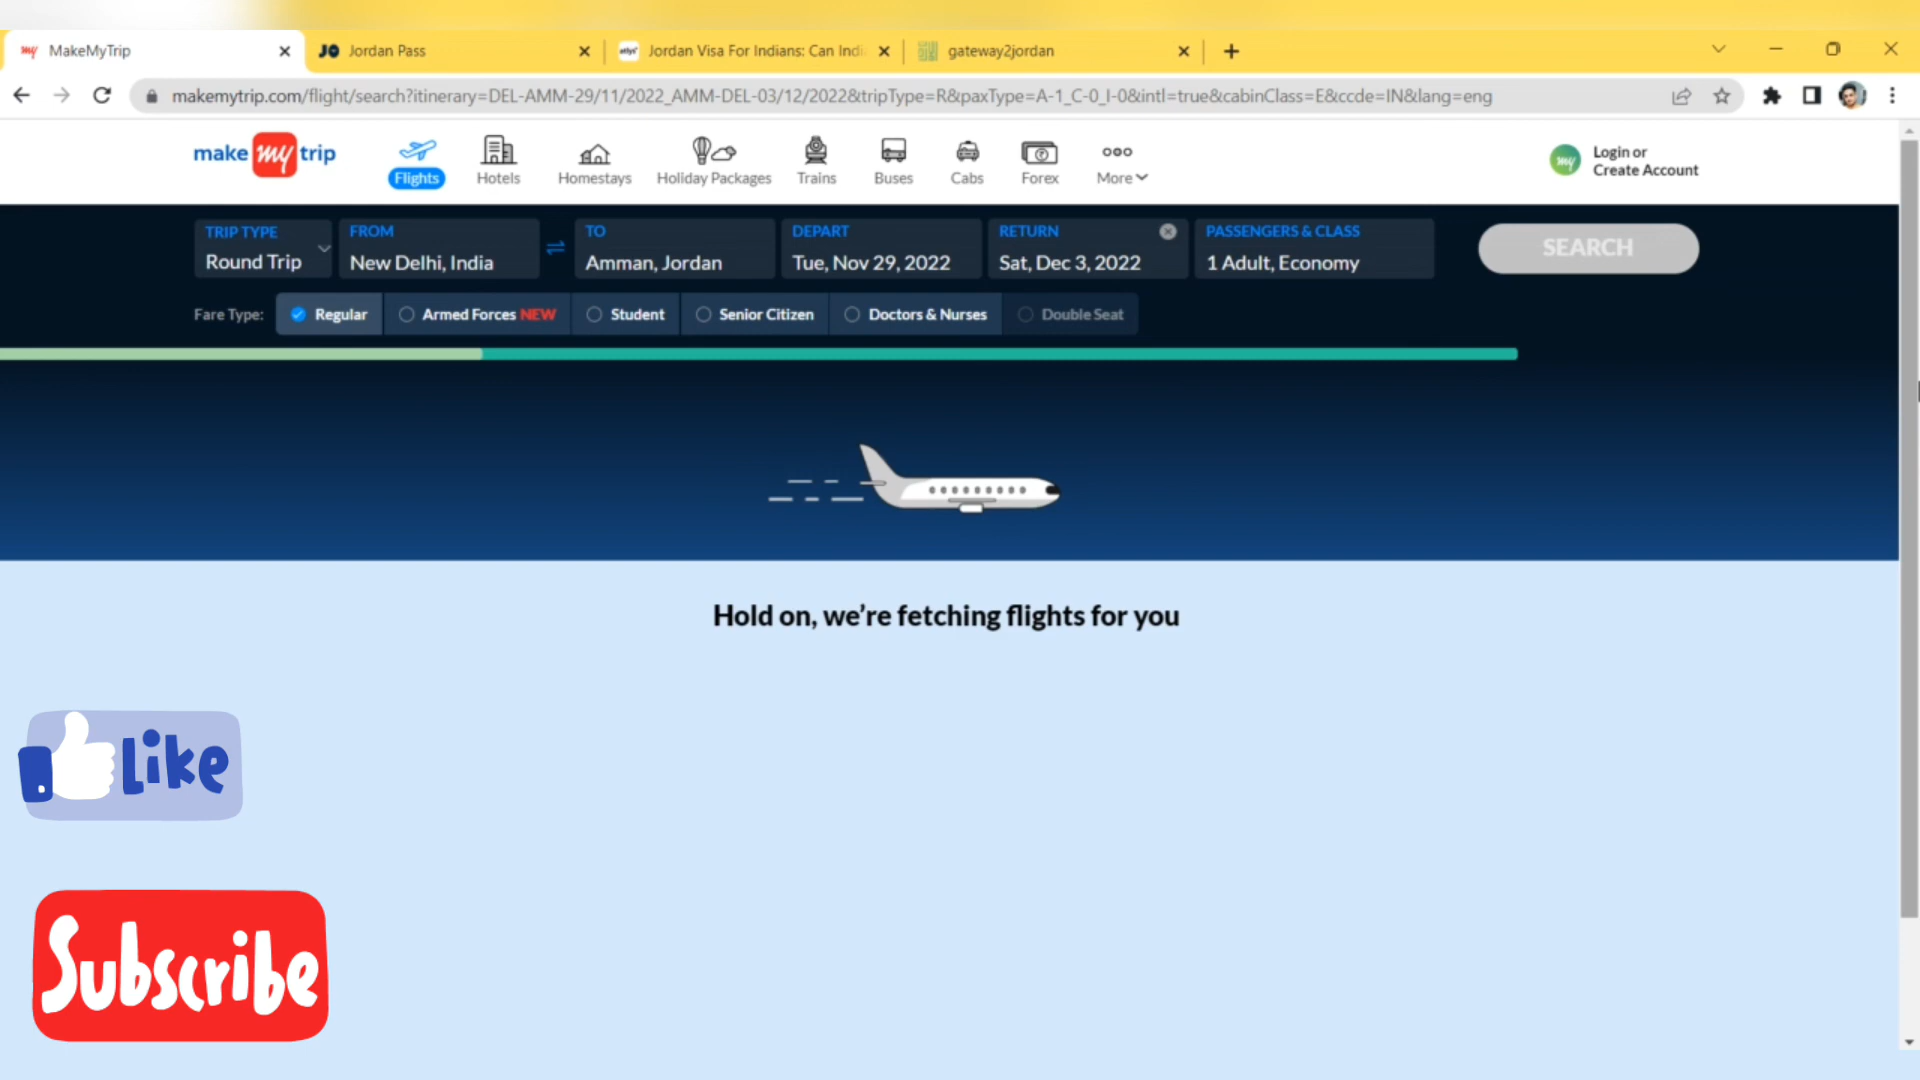 my MakeMyTrip
JO Jordan Pass
atlys Jordan Visa For Indians: Can Indi
gateway2jordan
makemytrip.com/flight/search?itinerary=DEL-AMM-29/11/2022_AMM-DEL-03/12/2022&tripType=R&paxType=A-1_C-0_I-0&intl=true&cabinClass=E&ccde=IN&lang=eng
make my trip
Flights
Hotels
Homestays
Holiday Packages
Trains
Buses
Cabs
Forex
More
my
Login or
Create Account
TRIP TYPE
Round Trip
FROM
New Delhi, India
TO
Amman, Jordan
DEPART
Tue, Nov 29, 2022
RETURN
Sat, Dec 3, 2022
PASSENGERS & CLASS
1 Adult, Economy
SEARCH
Fare Type: Regular Armed Forces NEW Student Senior Citizen Doctors & Nurses Double Seat
Hold on, we’re fetching flights for you
Like
Subscribe